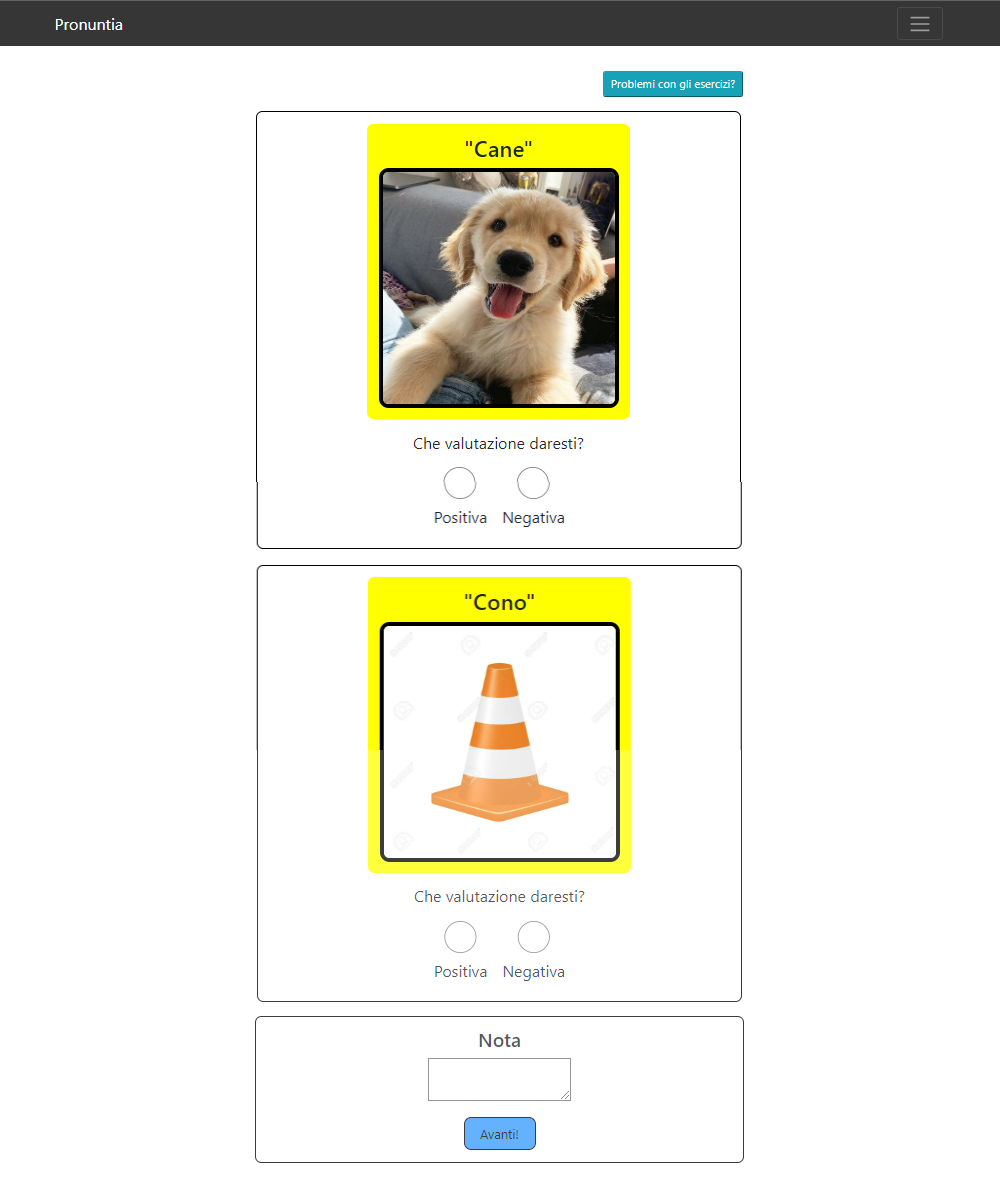 Pronuntia
Problemi con gli esercizi?
"Cane"
Che valutazione daresti?
Positiva Negativa
"Cono"
Che valutazione daresti?
Positiva Negativa
Nota
Avanti!